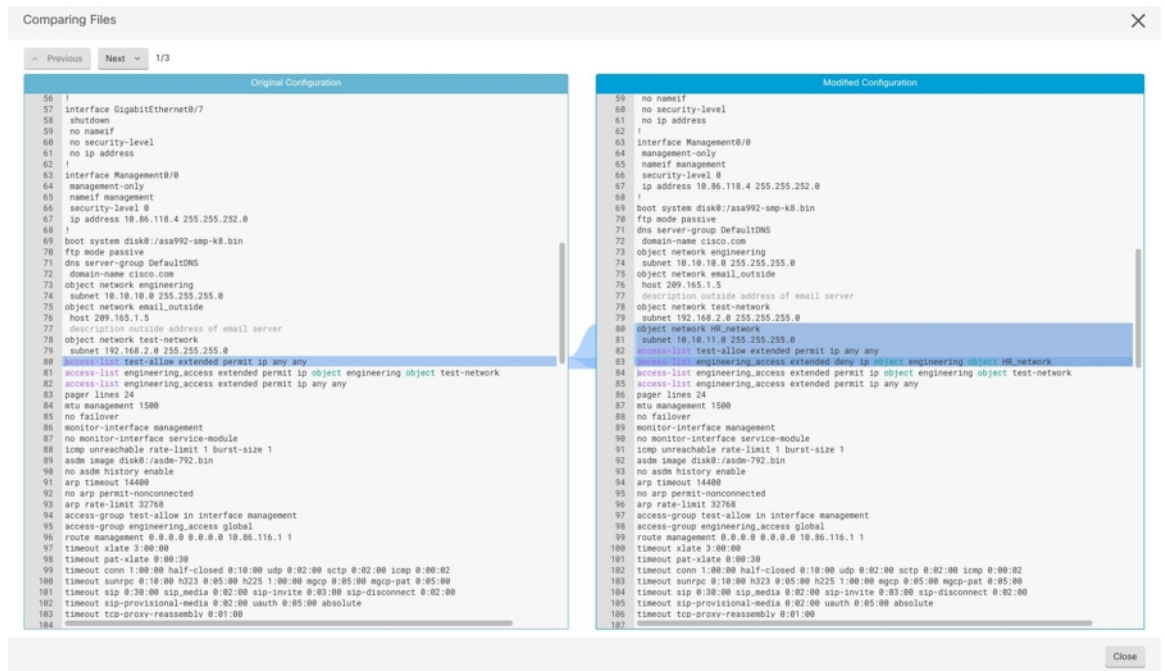 Comparing Files
Previous Next 1/3
Original Configuration
56 !
57 interface GigabitEthernet0/7
58 shutdown
59 no nameif
60 no security-level
61 no ip address
62 !
63 interface Management0/0
64 management-only
65 nameif management
66 security-level 0
67 ip address 10.86.118.4 255.255.252.0
68 !
69 boot system disk0:/asa992-smp-k8.bin
70 ftp mode passive
71 dns server-group DefaultDNS
72 domain-name cisco.com
73 object network engineering
74 subnet 10.10.10.0 255.255.255.0
75 object network email_outside
76 host 209.165.1.5
77 description outside address of email server
78 object network test-network
79 subnet 192.168.2.0 255.255.255.0
80 access-list test-allow extended permit ip any any
81 access-list engineering_access extended permit ip object engineering object test-network
82 access-list engineering_access extended permit ip any any
83 pager lines 24
84 mtu management 1500
85 no failover
86 monitor-interface management
87 no monitor-interface service-module
88 icmp unreachable rate-limit 1 burst-size 1
89 asdm image disk0:/asdm-792.bin
90 no asdm history enable
91 arp timeout 14400
92 no arp permit-nonconnected
93 arp rate-limit 32768
94 access-group test-allow in interface management
95 access-group engineering_access global
96 route management 0.0.0.0 0.0.0.0 10.86.116.1 1
97 timeout xlate 3:00:00
98 timeout pat-xlate 0:00:30
99 timeout conn 1:00:00 half-closed 0:10:00 udp 0:02:00 sctp 0:02:00 icmp 0:00:02
100 timeout sunrpc 0:10:00 h323 0:05:00 h225 1:00:00 mgcp 0:05:00 mgcp-pat 0:05:00
101 timeout sip 0:30:00 sip_media 0:02:00 sip-invite 0:03:00 sip-disconnect 0:02:00
102 timeout sip-provisional-media 0:02:00 uauth 0:05:00 absolute
103 timeout tcp-proxy-reassembly 0:01:00
104
Modified Configuration
59 no nameif
60 no security-level
61 no ip address
62 !
63 interface Management0/0
64 management-only
65 nameif management
66 security-level 0
67 ip address 10.86.118.4 255.255.252.0
68 !
69 boot system disk0:/asa992-smp-k8.bin
70 ftp mode passive
71 dns server-group DefaultDNS
72 domain-name cisco.com
73 object network engineering
74 subnet 10.10.10.0 255.255.255.0
75 object network email_outside
76 host 209.165.1.5
77 description outside address of email server
78 object network test-network
79 subnet 192.168.2.0 255.255.255.0
80 object network HR_network
81 subnet 10.10.11.0 255.255.255.0
82 access-list test-allow extended permit ip any any
83 access-list engineering_access extended deny ip object engineering object HR_network
84 access-list engineering_access extended permit ip object engineering object test-network
85 access-list engineering_access extended permit ip any any
86 pager lines 24
87 mtu management 1500
88 no failover
89 monitor-interface management
90 no monitor-interface service-module
91 icmp unreachable rate-limit 1 burst-size 1
92 asdm image disk0:/asdm-792.bin
93 no asdm history enable
94 arp timeout 14400
95 no arp permit-nonconnected
96 arp rate-limit 32768
97 access-group test-allow in interface management
98 access-group engineering_access global
99 route management 0.0.0.0 0.0.0.0 10.86.116.1 1
100 timeout xlate 3:00:00
101 timeout pat-xlate 0:00:30
102 timeout conn 1:00:00 half-closed 0:10:00 udp 0:02:00 sctp 0:02:00 icmp 0:00:02
103 timeout sunrpc 0:10:00 h323 0:05:00 h225 1:00:00 mgcp 0:05:00 mgcp-pat 0:05:00
104 timeout sip 0:30:00 sip_media 0:02:00 sip-invite 0:03:00 sip-disconnect 0:02:00
105 timeout sip-provisional-media 0:02:00 uauth 0:05:00 absolute
106 timeout tcp-proxy-reassembly 0:01:00
107
Close